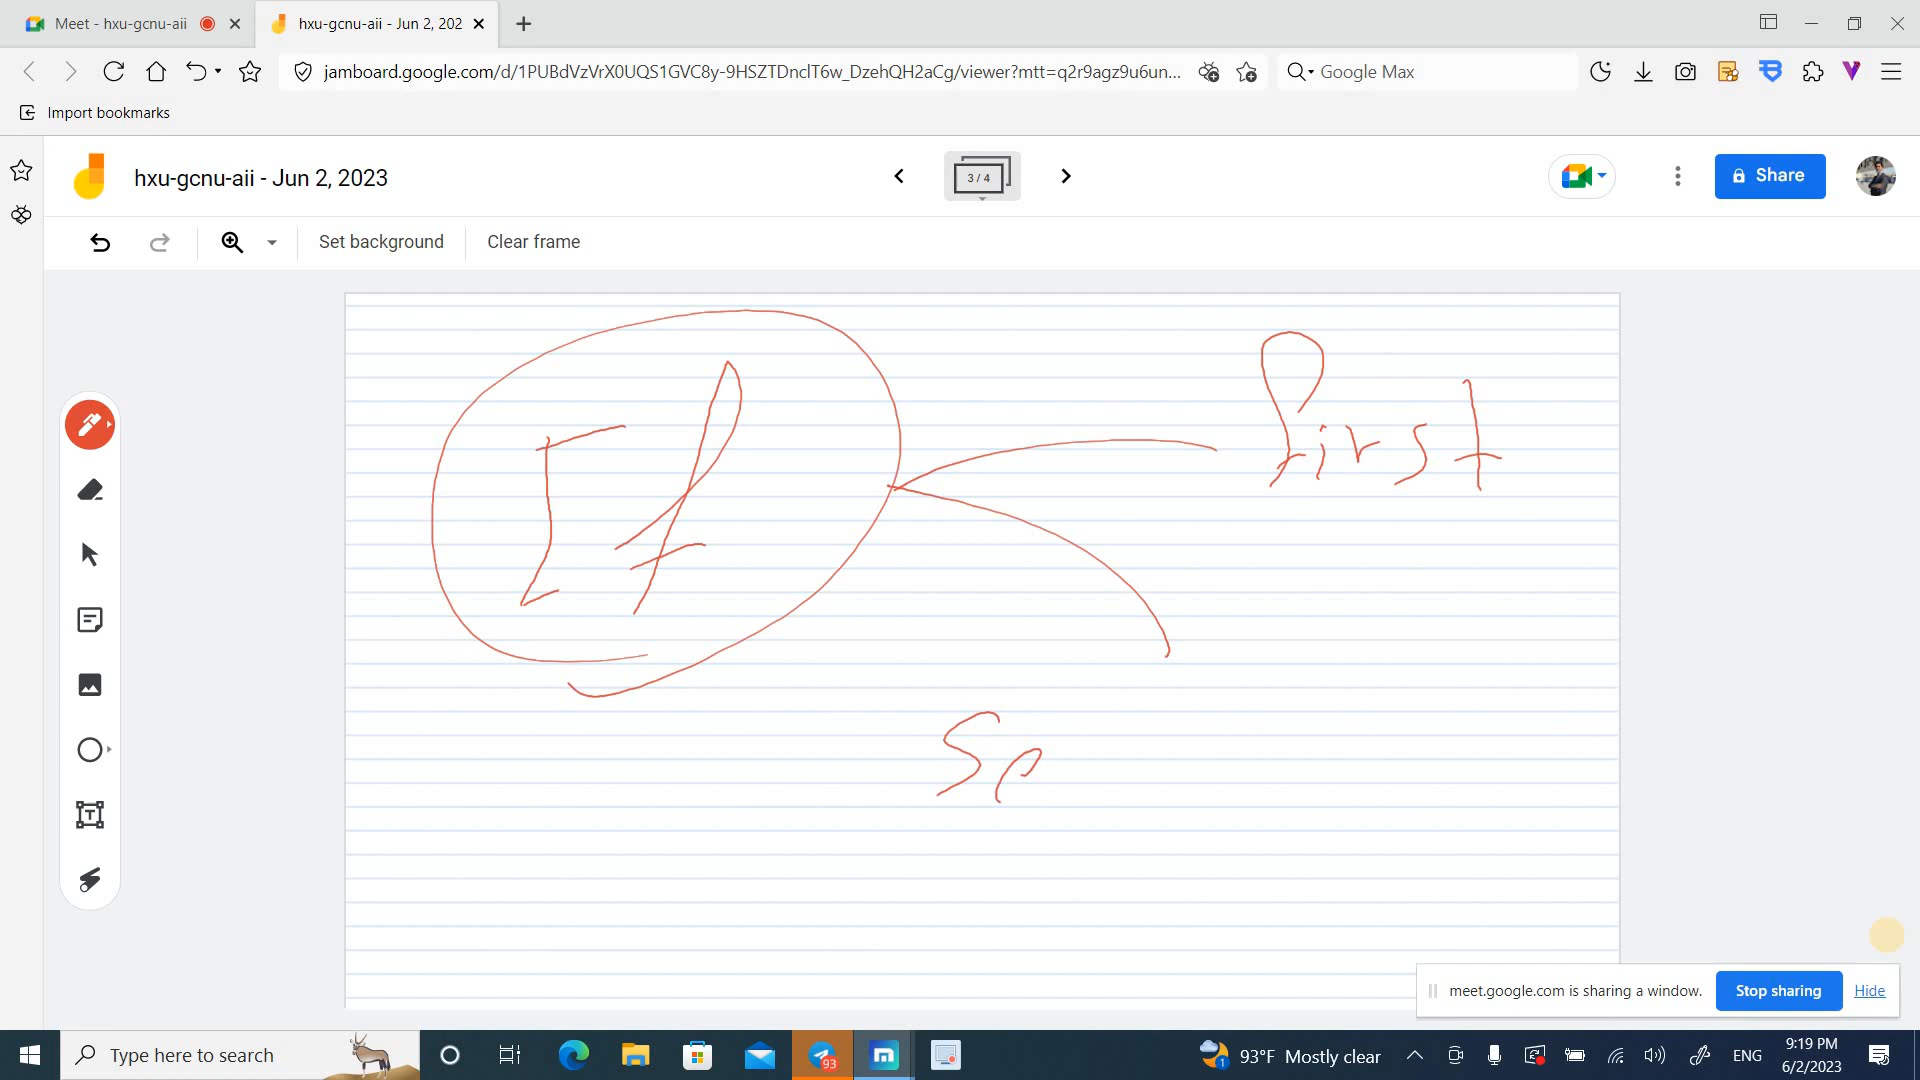 Meet - hxu-gcnu-aii
hxu-gcnu-aii - Jun 2, 202
jamboard.google.com/d/1PUBdVzVrX0UQS1GVC8y-9HSZTDnclT6w_DzehQH2aCg/viewer?mtt=q2r9agz9u6un...
Google Max
Import bookmarks
hxu-gcnu-aii - Jun 2, 2023
3 / 4
Share
Set background
Clear frame
If
first
Sp
meet.google.com is sharing a window.
Stop sharing
Hide
Type here to search
93
1
93°F Mostly clear
ENG
9:19 PM
6/2/2023